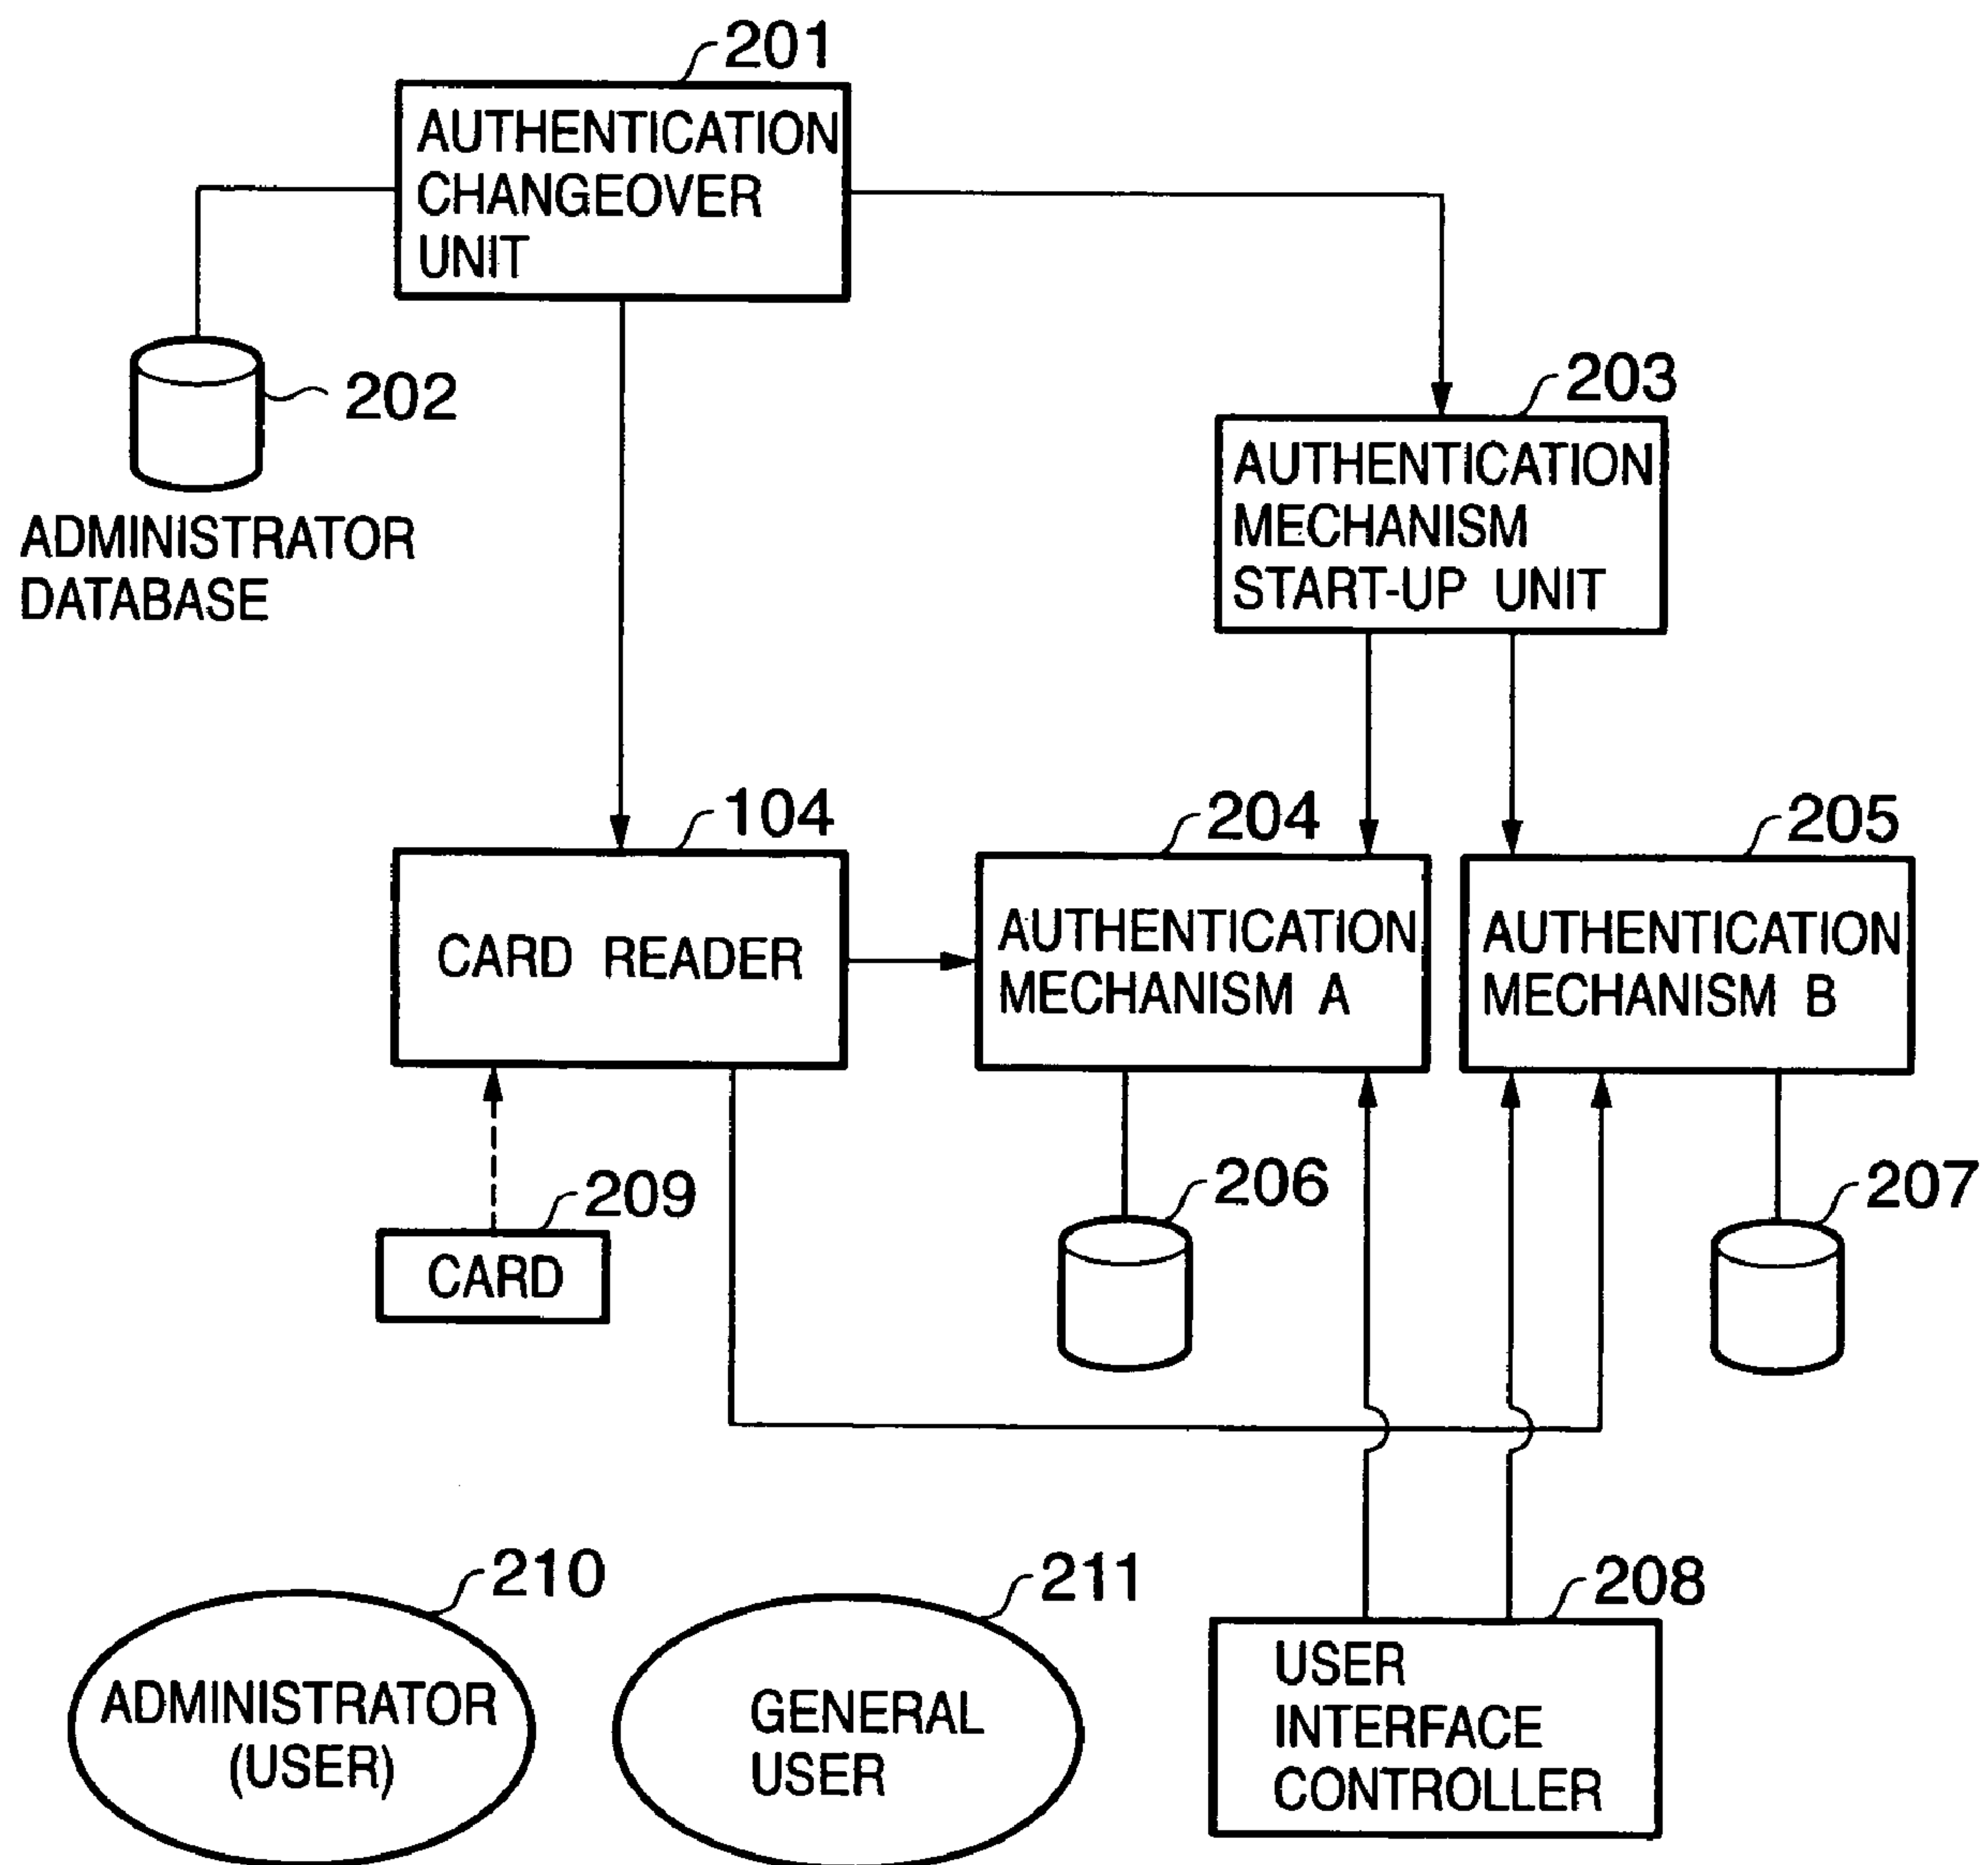 201
AUTHENTICATION
CHANGEOVER
UNIT
202
ADMINISTRATOR
DATABASE
203
AUTHENTICATION
MECHANISM
START-UP UNIT
104
CARD READER
204
AUTHENTICATION
MECHANISM A
205
AUTHENTICATION
MECHANISM B
209
CARD
206
207
210
ADMINISTRATOR
(USER)
211
GENERAL
USER
208
USER
INTERFACE
CONTROLLER